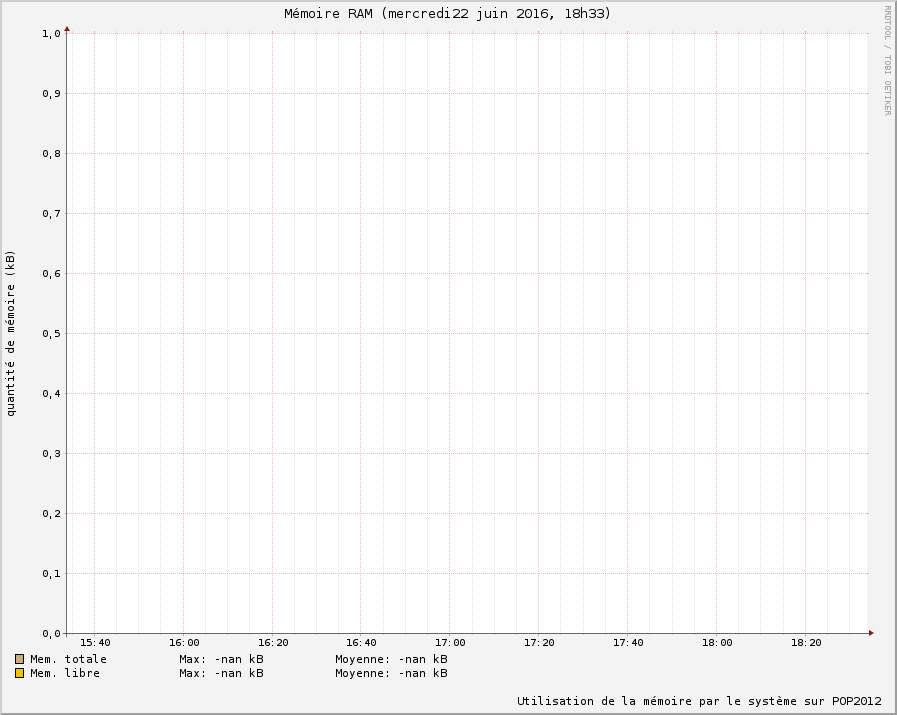 Mémoire RAM (mercredi22 juin 2016, 18h33)
RRDTOOL / TOBI OETIKER
quantité de mémoire (kB)
1,0
0,9
0,8
0,7
0,6
0,5
0,4
0,3
0,2
0,1
0,0
15:40 16:00 16:20 16:40 17:00 17:20 17:40 18:00 18:20
Mem. totale Max: -nan kB Moyenne: -nan kB
Mem. libre Max: -nan kB Moyenne: -nan kB
Utilisation de la mémoire par le système sur POP2012